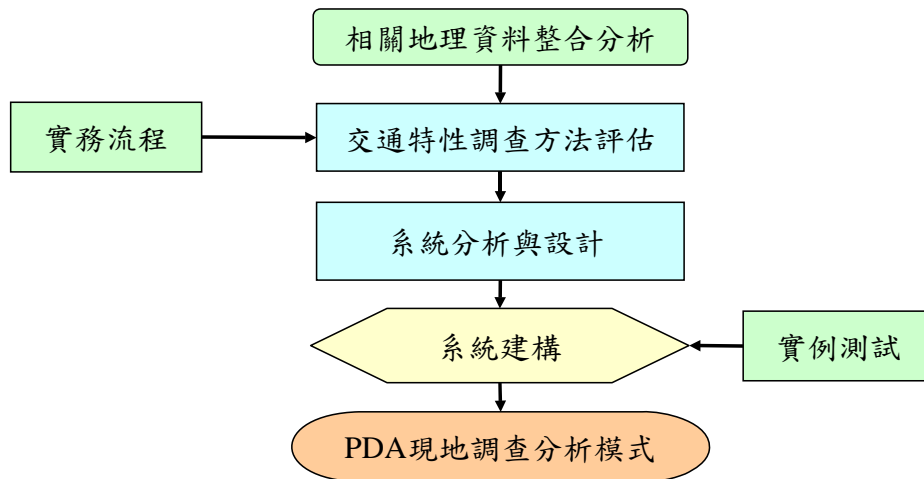 相關地理資料整合分析
實務流程
交通特性調查方法評估
系統分析與設計
系統建構
實例測試
PDA現地調查分析模式